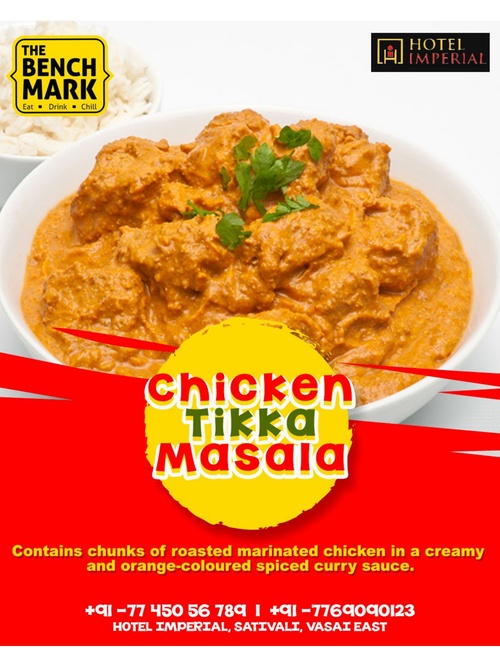 THE
BENCH
MARK
Eat • Drink • Chill
HOTEL
IMPERIAL
Chicken
Tikka
Masala
Contains chunks of roasted marinated chicken in a creamy
and orange-coloured spiced curry sauce.
+91 -77 450 56 789 | +91 -7769090123
HOTEL IMPERIAL, SATIVALI, VASAI EAST